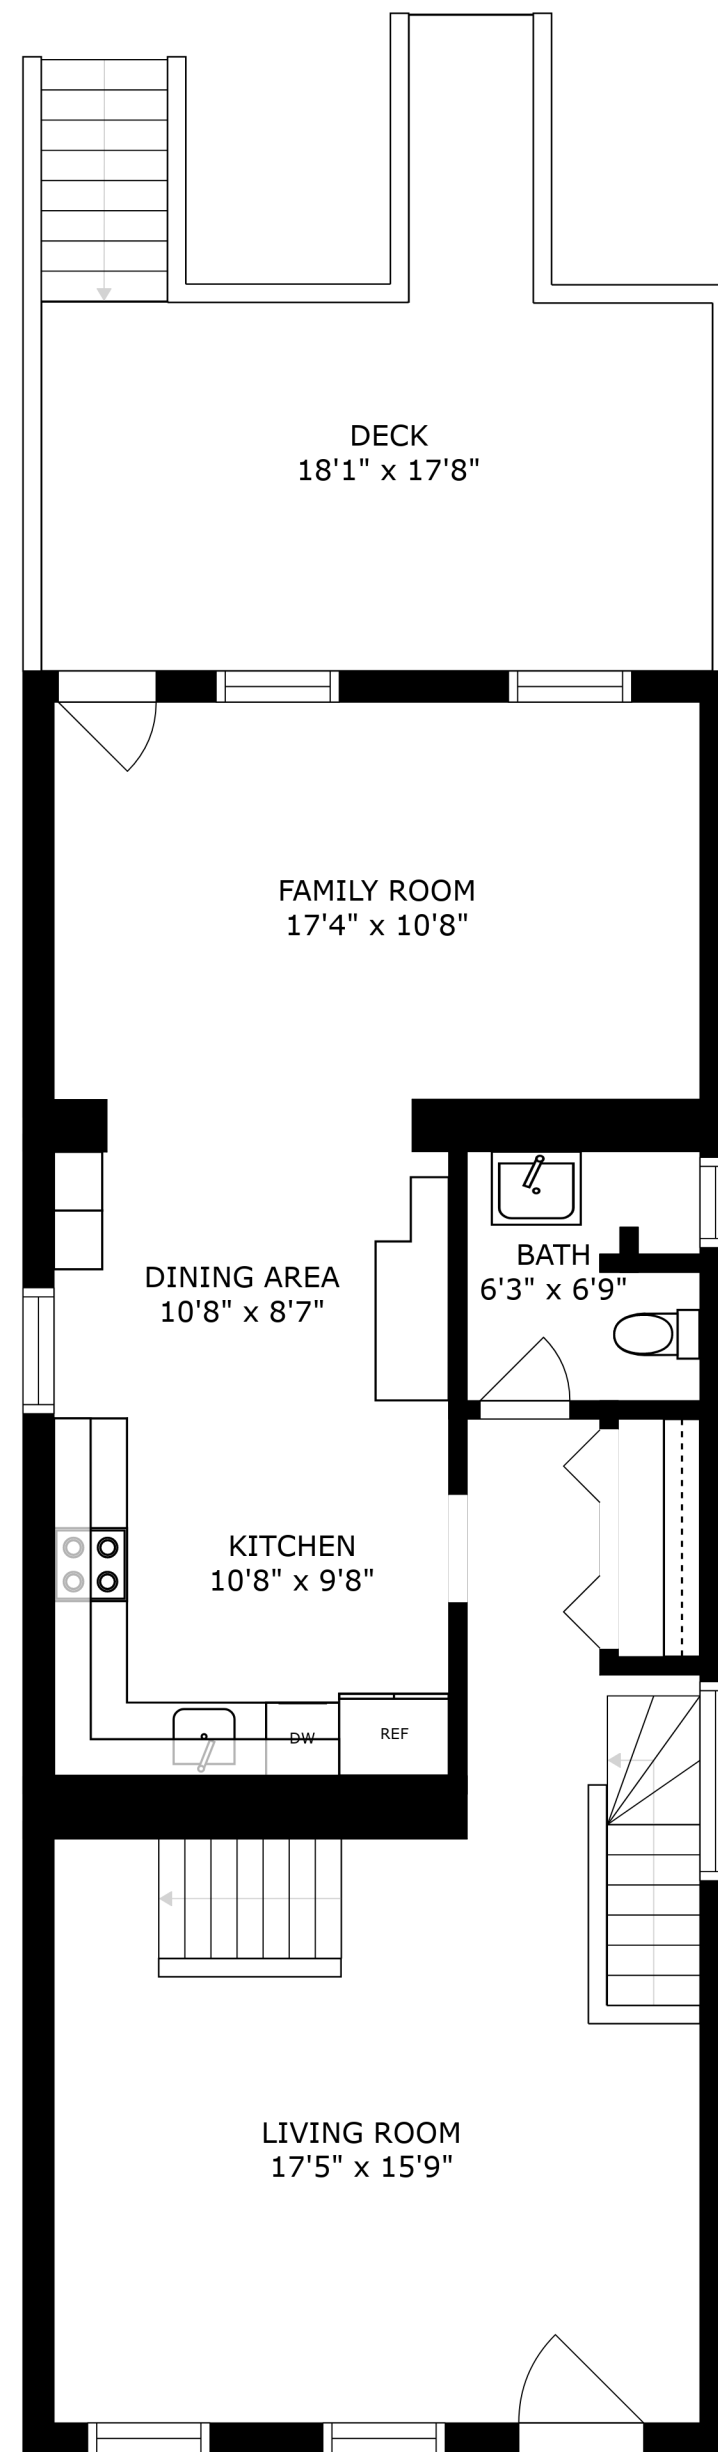 DECK
18'1" x 17'8"
FAMILY ROOM
17'4" x 10'8"
BATH
6'3" x 6'9"
DINING AREA
10'8" x 8'7"
KITCHEN
10'8" x 9'8"
DW
REF
LIVING ROOM
17'5" x 15'9"